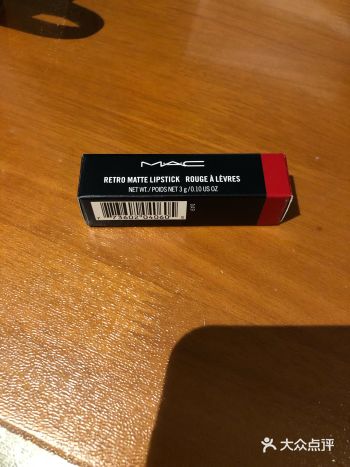 MAC
RETRO MATTE LIPSTICK ROUGE À LÈVRES
NET WT./POIDS NET 3 g/0.10 US OZ
大众点评